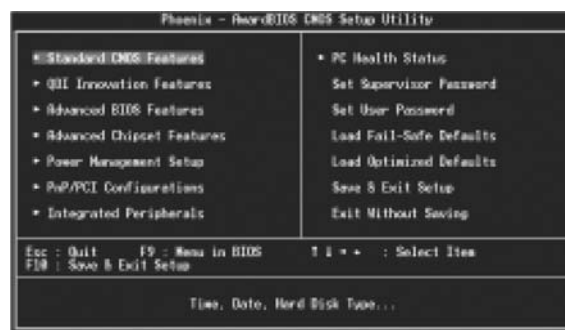 Phoenix - AwardBIOS CMOS Setup Utility
▸ Standard CMOS Features
▸ QDI Innovation Features
▸ Advanced BIOS Features
▸ Advanced Chipset Features
▸ Power Management Setup
▸ PnP/PCI Configurations
▸ Integrated Peripherals
▸ PC Health Status
Set Supervisor Password
Set User Password
Load Fail-Safe Defaults
Load Optimized Defaults
Save & Exit Setup
Exit Without Saving
Esc : Quit F9 : Menu in BIOS ↑ ↓ → ← : Select Item
F10 : Save & Exit Setup
Time, Date, Hard Disk Type...